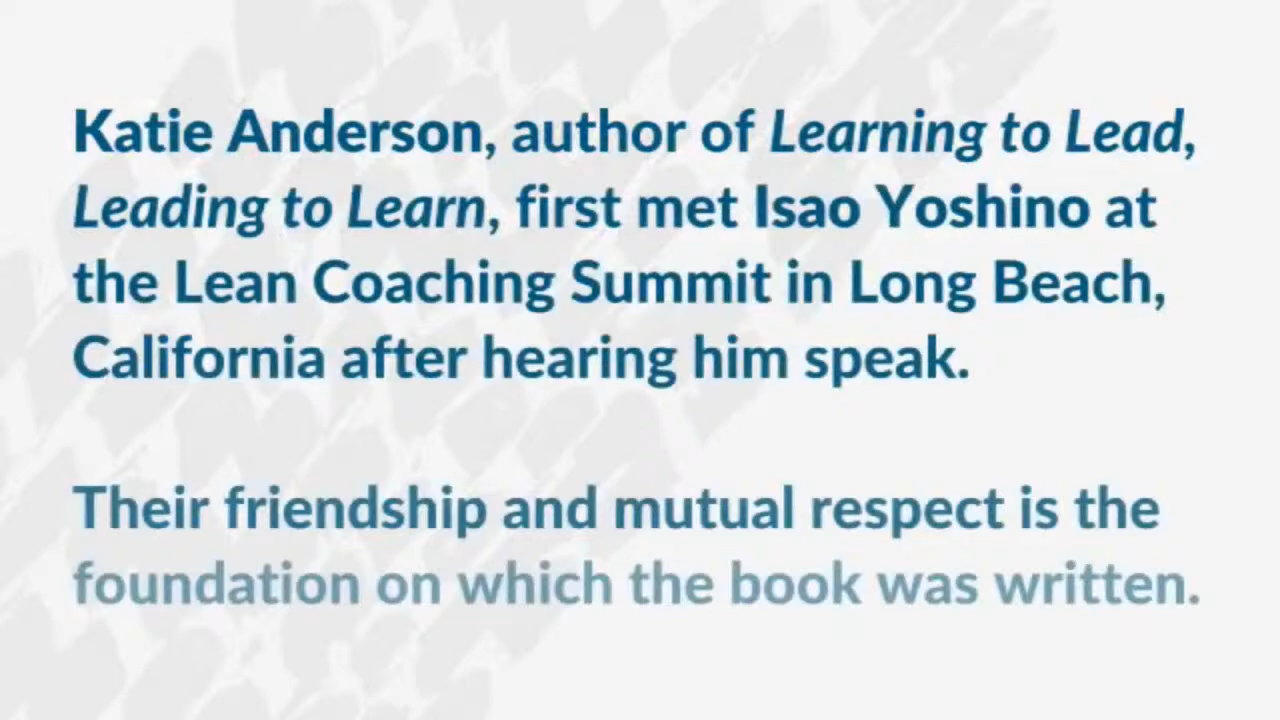 Katie Anderson, author of Learning to Lead,
Leading to Learn, first met Isao Yoshino at
the Lean Coaching Summit in Long Beach,
California after hearing him speak.
Their friendship and mutual respect is the
foundation on which the book was written.